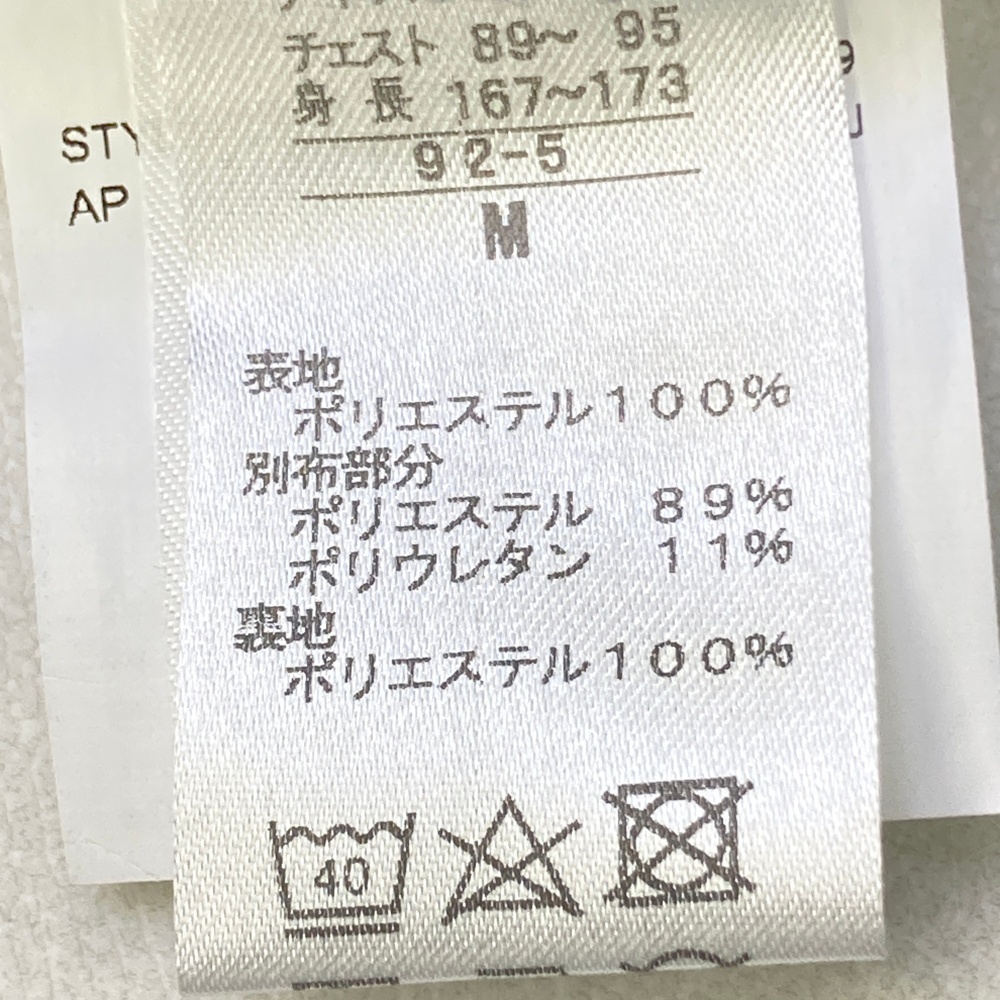 チェスト 89~ 95
身 長 167~173
92-5
M
表地
ポリエステル100%
別布部分
ポリエステル 89%
ポリウレタン 11%
裏地
ポリエステル100%
40
STY
AP
9